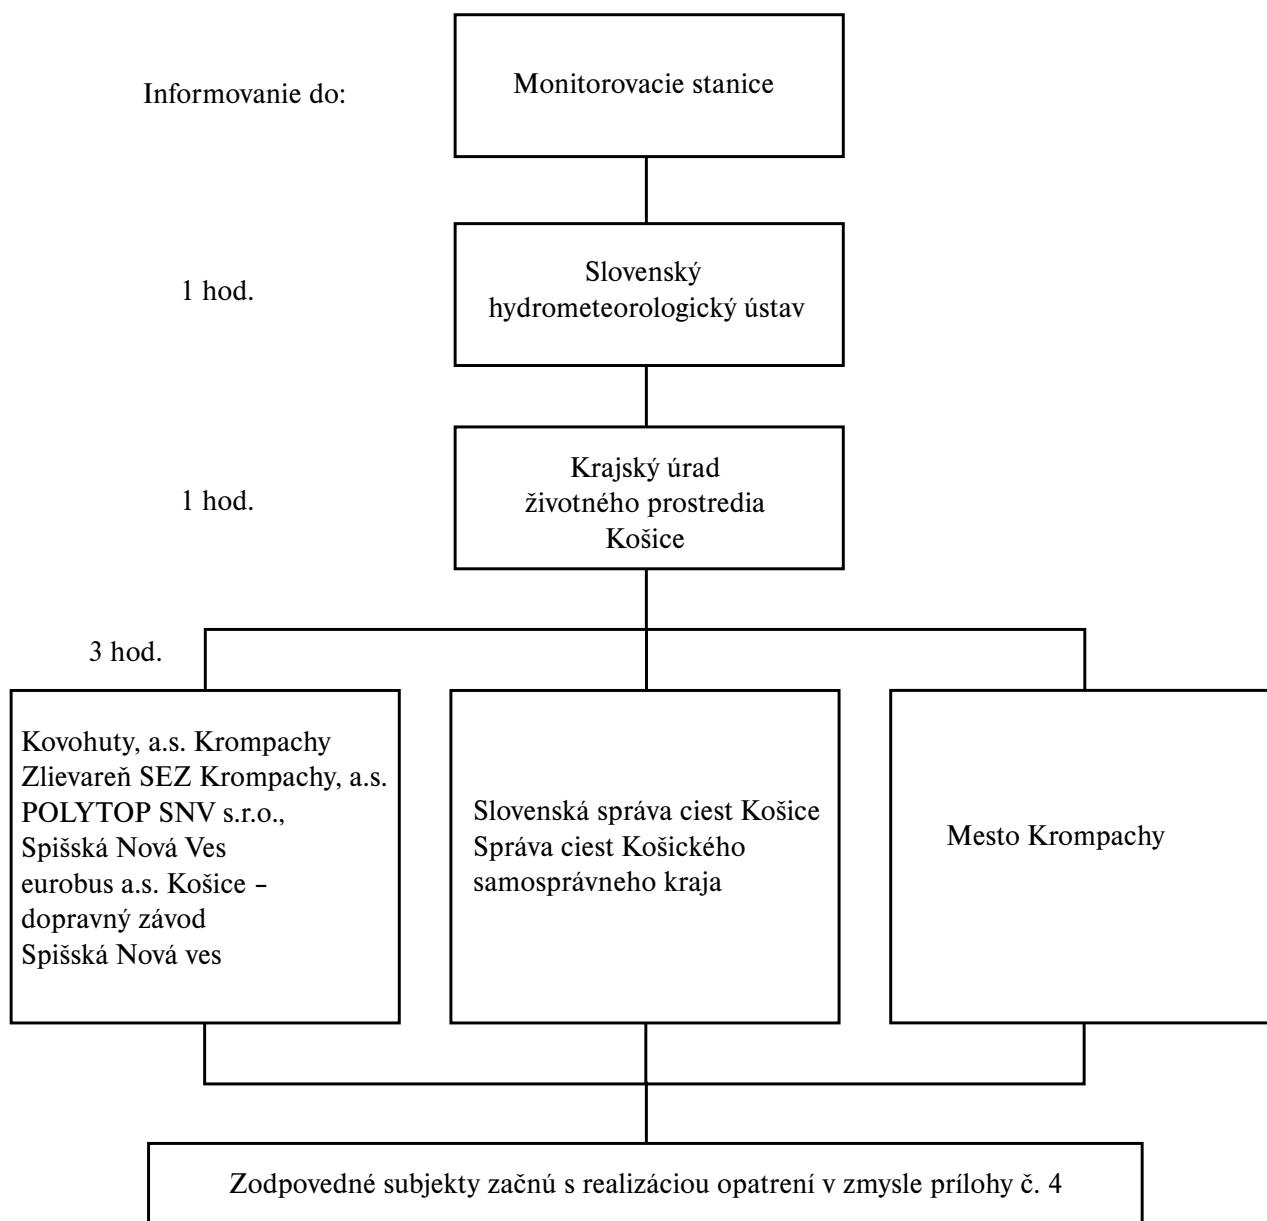 Informovanie do:
Monitorovacie stanice
1 hod.
Slovenský
hydrometeorologický ústav
1 hod.
Krajský úrad
životného prostredia
Košice
3 hod.
Kovohuty, a.s. Krompachy
Zlievareň SEZ Krompachy, a.s.
POLYTOP SNV s.r.o.,
Spišská Nová Ves
eurobus a.s. Košice –
dopravný závod
Spišská Nová ves
Slovenská správa ciest Košice
Správa ciest Košického
samosprávneho kraja
Mesto Krompachy
Zodpovedné subjekty začnú s realizáciou opatrení v zmysle prílohy č. 4